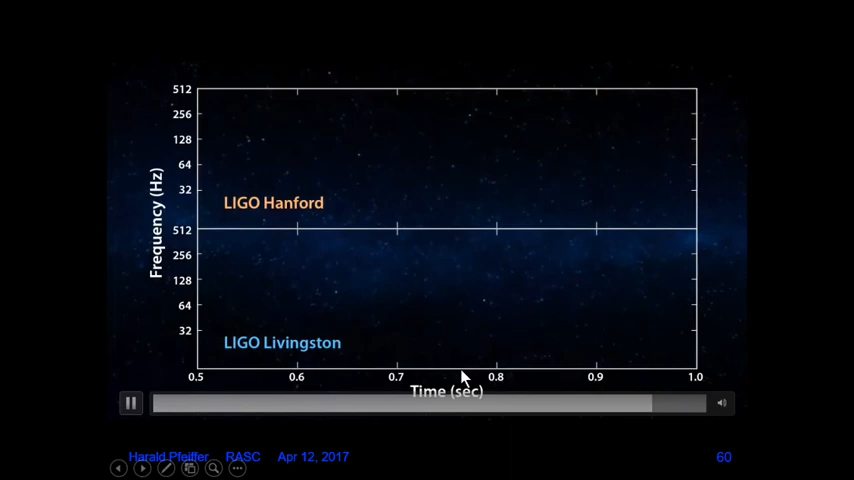 512
256
128
64
32
LIGO Hanford
512
256
128
64
32
LIGO Livingston
Frequency (Hz)
0.5 0.6 0.7 0.8 0.9 1.0
Time (sec)
Harald Pfeiffer RASC Apr 12, 2017 60